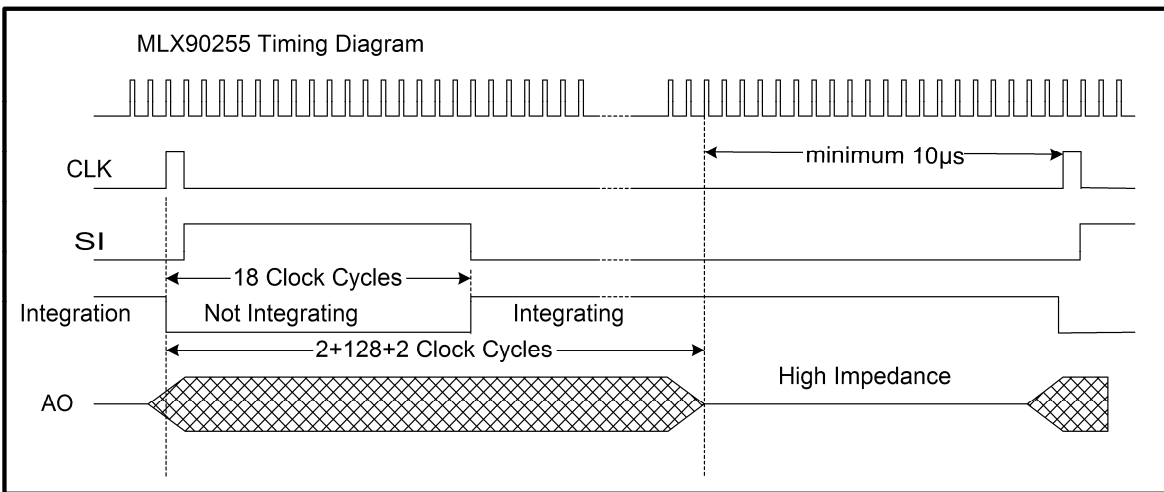 MLX90255 Timing Diagram
CLK
minimum 10µs
SI
18 Clock Cycles
Integration
Not Integrating
Integrating
2+128+2 Clock Cycles
High Impedance
AO